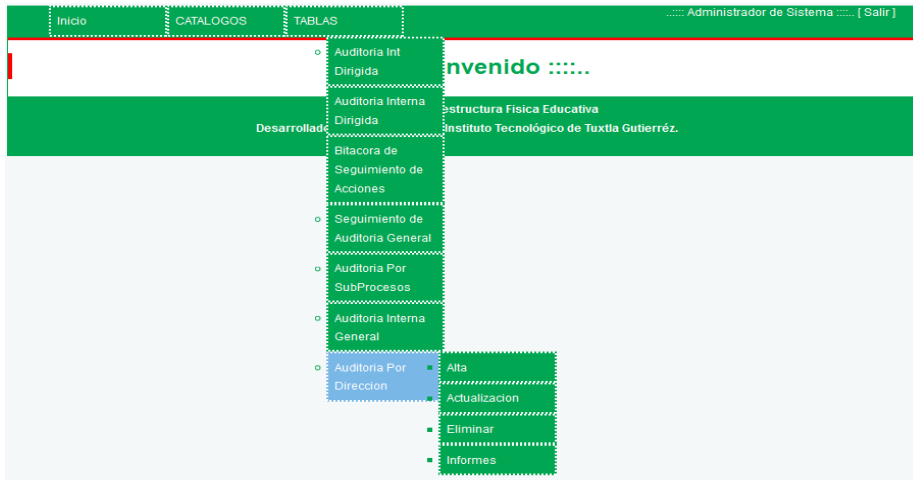 Inicio
CATALOGOS
TABLAS
..::::: Administrador de Sistema ::::... [ Salir ]
Auditoria Int
Dirigida
nvenido ::::..
Auditoria Interna
Dirigida
estructura Fisica Educativa
Desarrollado
Instituto Tecnológico de Tuxtla Gutierréz.
Bitacora de
Seguimiento de
Acciones
Seguimiento de
Auditoria General
Auditoria Por
SubProcesos
Auditoria Interna
General
Auditoria Por
Direccion
Alta
Actualizacion
Eliminar
Informes